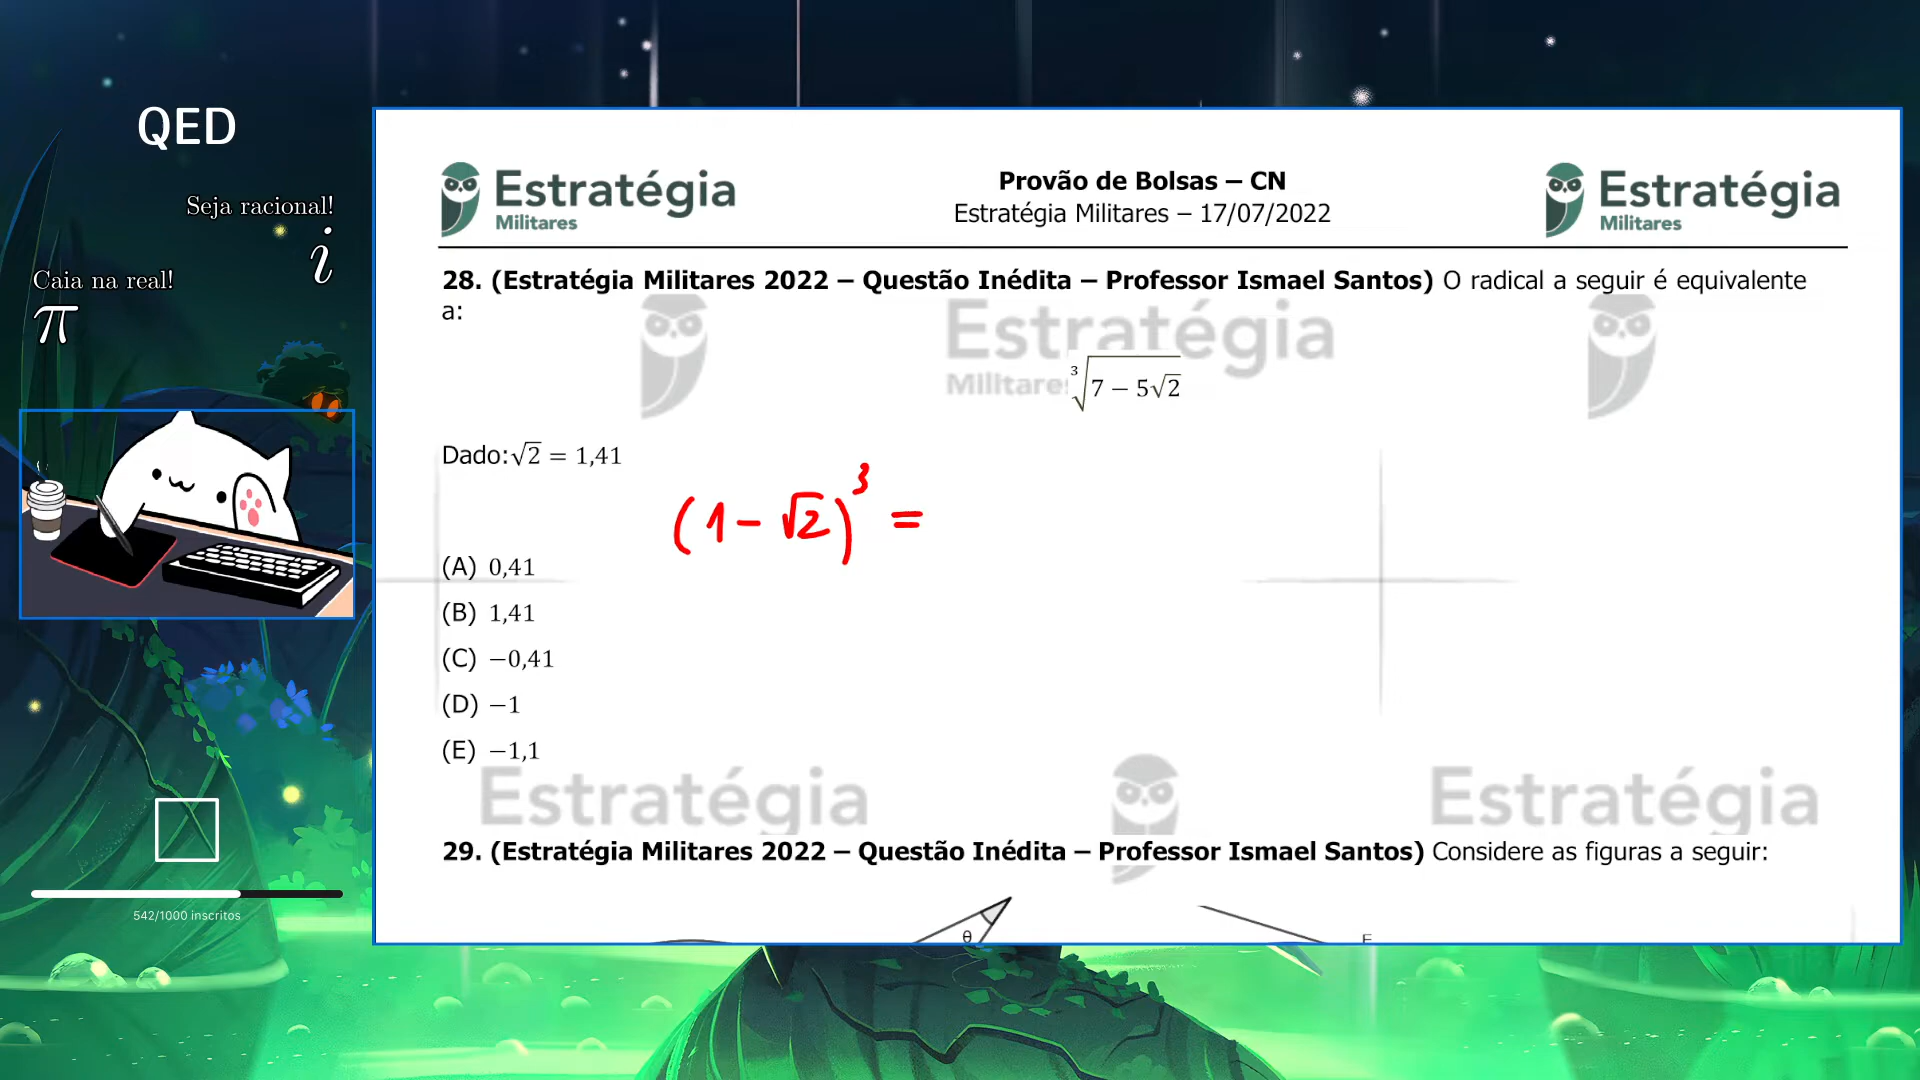 QED
Seja racional!
i
Caia na real!
π
542/1000 inscritos
Estratégia
Militares
Provão de Bolsas – CN
Estratégia Militares – 17/07/2022
Estratégia
Militares
28. (Estratégia Militares 2022 – Questão Inédita – Professor Ismael Santos) O radical a seguir é equivalente
a:
Estratégia
Militares
∛(7 − 5√2)
Dado:√2 = 1,41
(1 - √2)³ =
(A) 0,41
(B) 1,41
(C) −0,41
(D) −1
(E) −1,1
Estratégia
Estratégia
29. (Estratégia Militares 2022 – Questão Inédita – Professor Ismael Santos) Considere as figuras a seguir:
θ